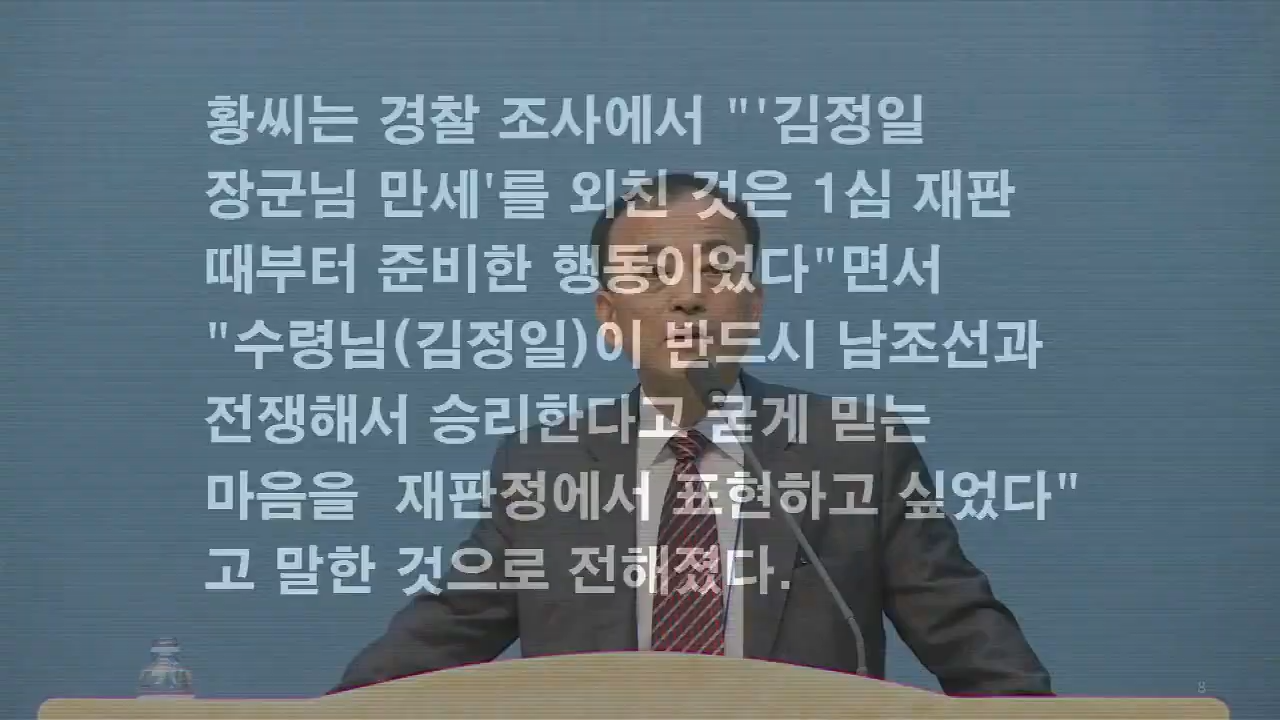 황씨는 경찰 조사에서 "'김정일
장군님 만세'를 외친 것은 1심 재판
때부터 준비한 행동이었다"면서
"수령님(김정일)이 반드시 남조선과
전쟁해서 승리한다고 굳게 믿는
마음을 재판정에서 표현하고 싶었다"
고 말한 것으로 전해졌다.
8